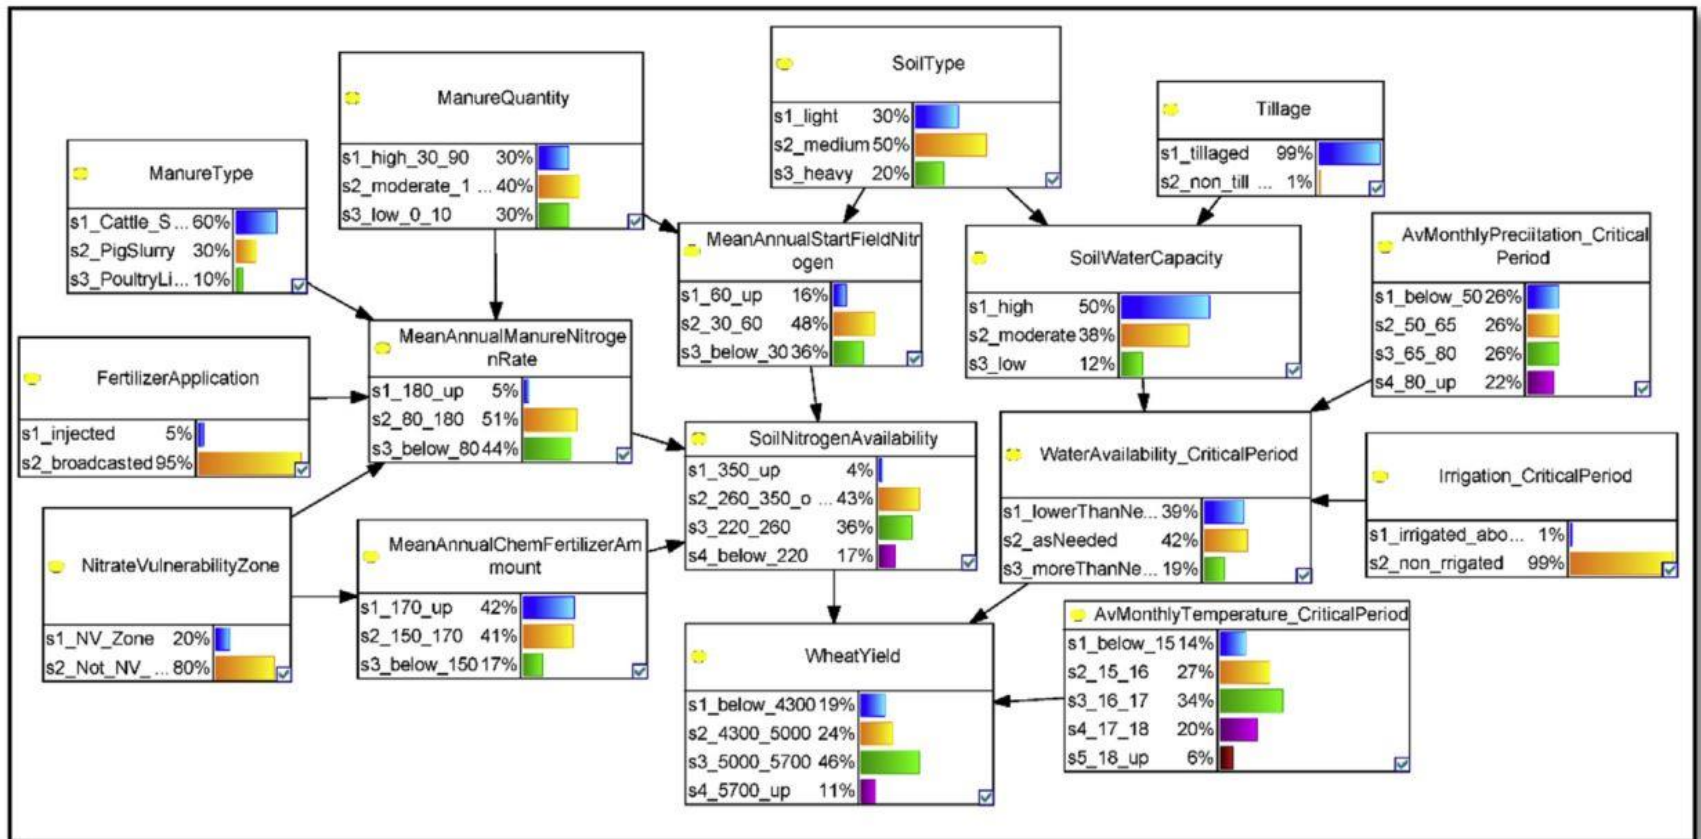 SoilType
s1_light 30%
s2_medium 50%
s3_heavy 20%
ManureQuantity
s1_high_30_90 30%
s2_moderate_1 ... 40%
s3_low_0_10 30%
Tillage
s1_tillaged 99%
s2_non_till ... 1%
ManureType
s1_Cattle_S ... 60%
s2_PigSlurry 30%
s3_PoultryLi... 10%
MeanAnnualStartFieldNitr
ogen
s1_60_up 16%
s2_30_60 48%
s3_below_30 36%
SoilWaterCapacity
s1_high 50%
s2_moderate 38%
s3_low 12%
AvMonthlyPreciitation_Critical
Period
s1_below_50 26%
s2_50_65 26%
s3_65_80 26%
s4_80_up 22%
MeanAnnualManureNitroge
nRate
s1_180_up 5%
s2_80_180 51%
s3_below_80 44%
FertilizerApplication
s1_injected 5%
s2_broadcasted 95%
SoilNitrogenAvailability
s1_350_up 4%
s2_260_350_o ... 43%
s3_220_260 36%
s4_below_220 17%
WaterAvailability_CriticalPeriod
s1_lowerThanNe... 39%
s2_asNeeded 42%
s3_moreThanNe... 19%
Irrigation_CriticalPeriod
s1_irrigated_abo... 1%
s2_non_rrigated 99%
NitrateVulnerabilityZone
s1_NV_Zone 20%
s2_Not_NV_ ... 80%
MeanAnnualChemFertilizerAm
mount
s1_170_up 42%
s2_150_170 41%
s3_below_150 17%
WheatYield
s1_below_4300 19%
s2_4300_5000 24%
s3_5000_5700 46%
s4_5700_up 11%
AvMonthlyTemperature_CriticalPeriod
s1_below_15 14%
s2_15_16 27%
s3_16_17 34%
s4_17_18 20%
s5_18_up 6%